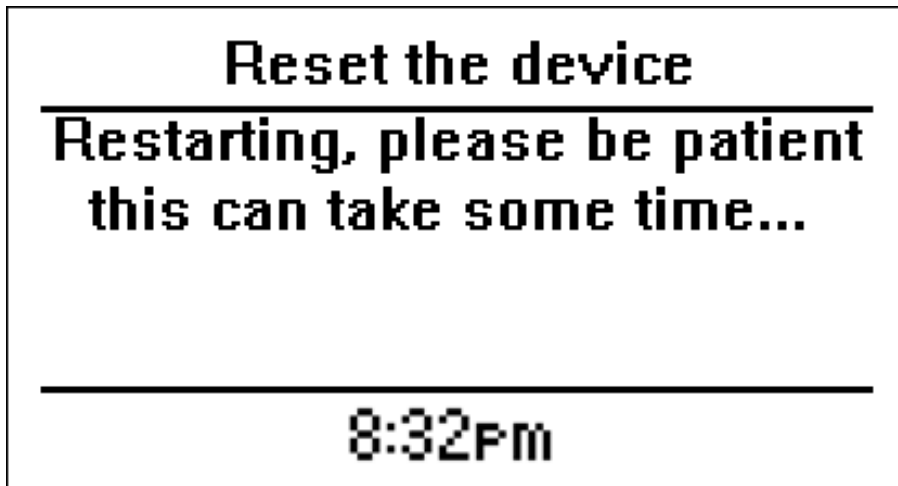 Reset the device
Restarting, please be patient
this can take some time...
8:32pm